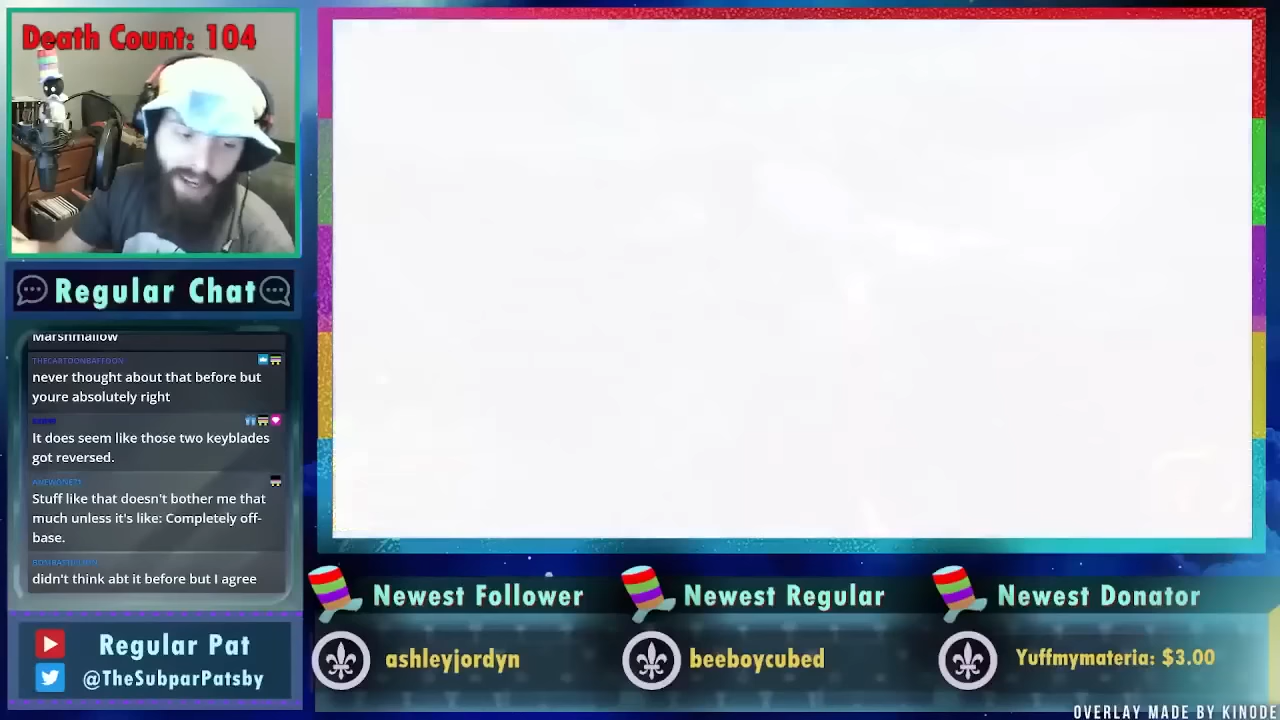 Death Count: 104
Regular Chat
Marshmallow
THECARTOONBAFFOON
never thought about that before but
youre absolutely right
It does seem like those two keyblades
got reversed.
Stuff like that doesn't bother me that
much unless it's like: Completely off-
base.
didn't think abt it before but I agree
Regular Pat
@TheSubparPatsby
Newest Follower
ashleyjordyn
Newest Regular
beeboycubed
Newest Donator
Yuffmymateria: $3.00
OVERLAY MADE BY KINODE